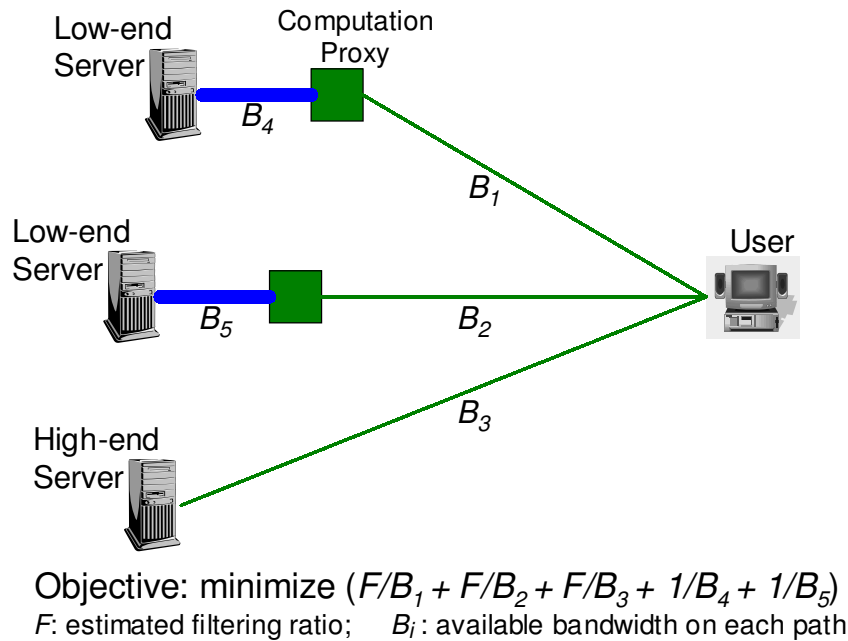 Low-end
Server
Computation
Proxy
B4
B1
Low-end
Server
User
B5
B2
B3
High-end
Server
Objective: minimize (F/B1 + F/B2 + F/B3 + 1/B4 + 1/B5)
F: estimated filtering ratio; Bi : available bandwidth on each path